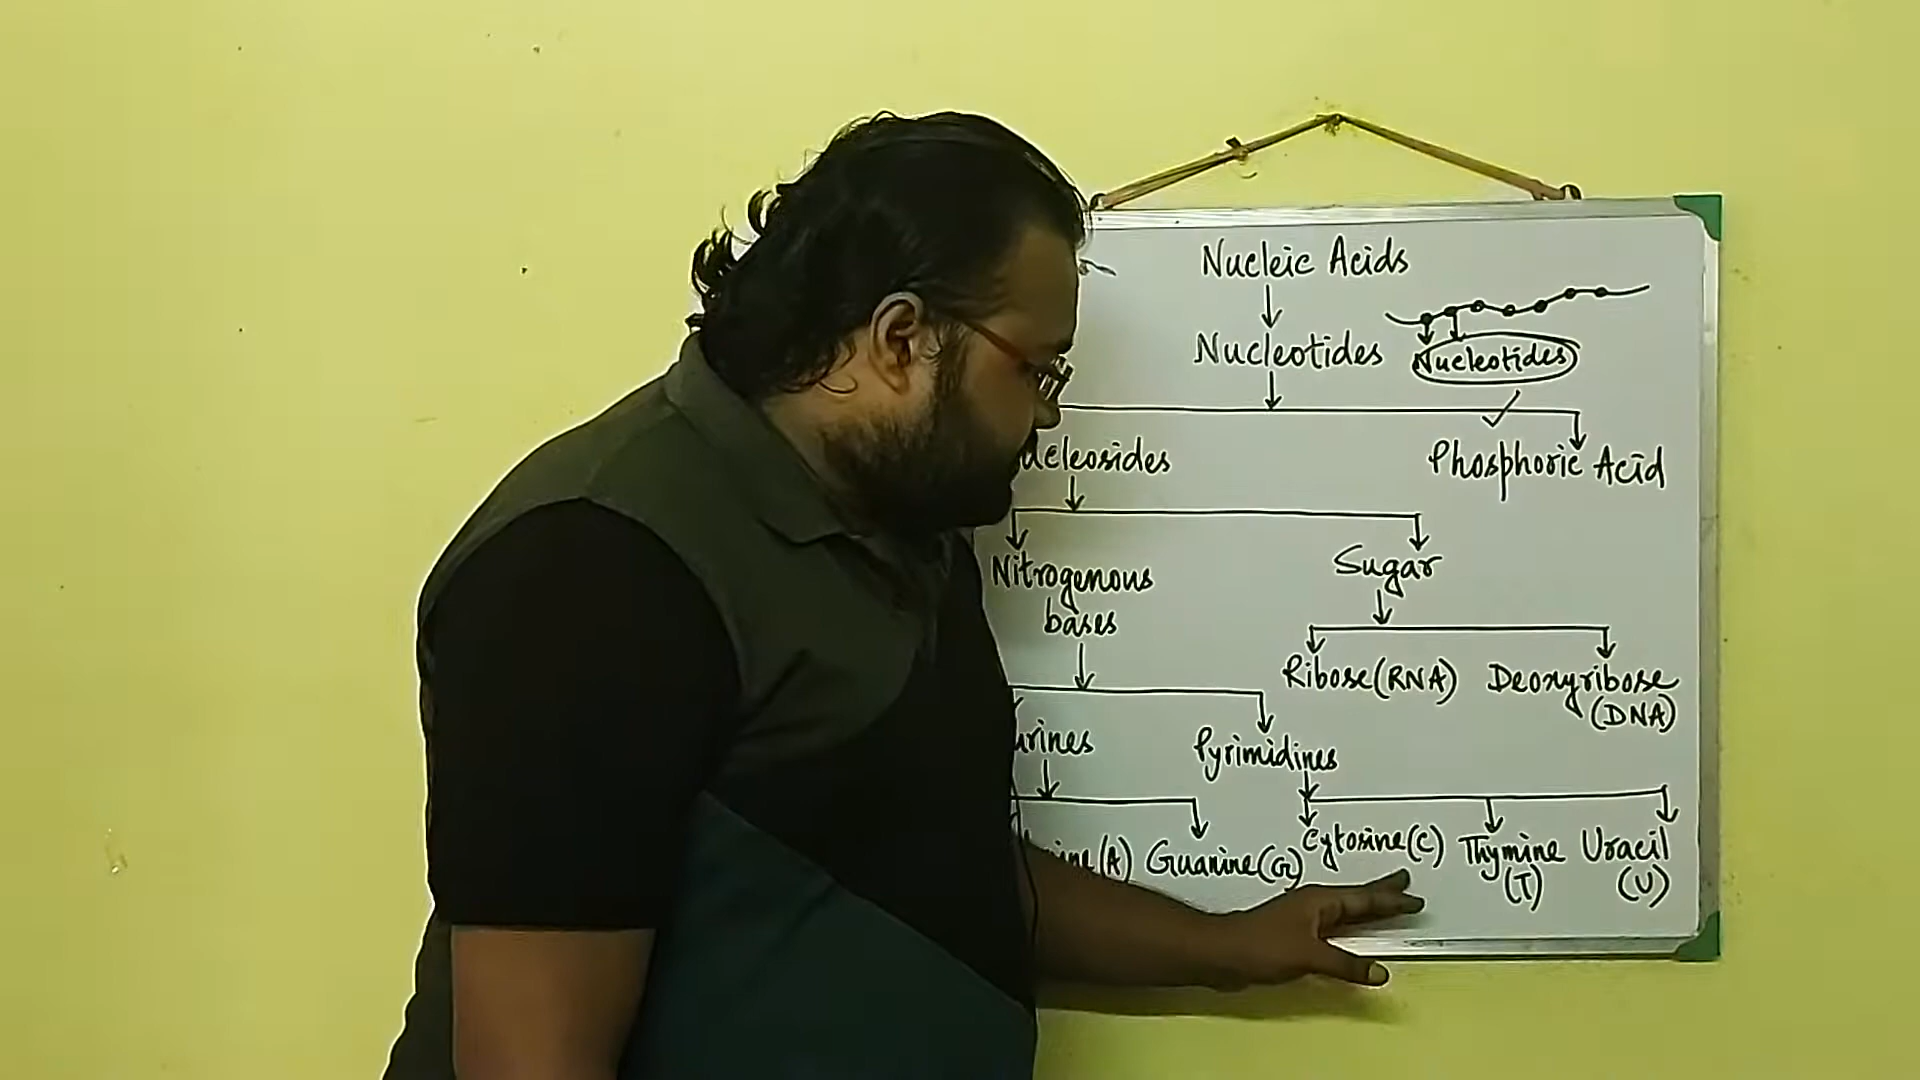 Nucleic Acids
Nucleotides
Nucleotides
Phosphoric Acid
Nitrogenous
bases
Sugar
Ribose (RNA)
Deoxyribose
(DNA)
Pyrimidines
(A)
Guanine (G)
Cytosine (C)
Thymine
(T)
Uracil
(U)